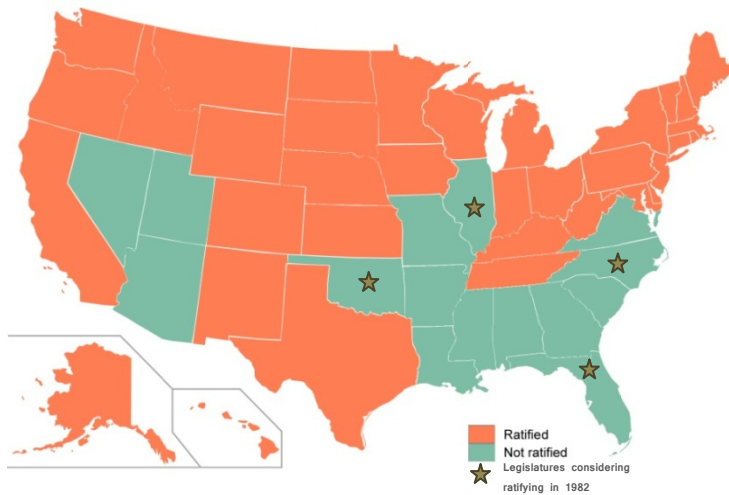 Ratified
Not ratified
Legislatures considering
ratifying in 1982